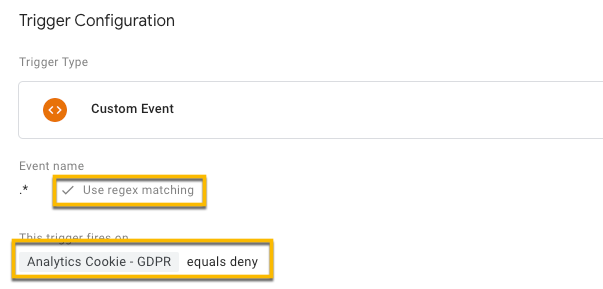 Trigger Configuration
Trigger Type
Custom Event
Event name
.* Use regex matching
This trigger fires on
Analytics Cookie - GDPR equals deny